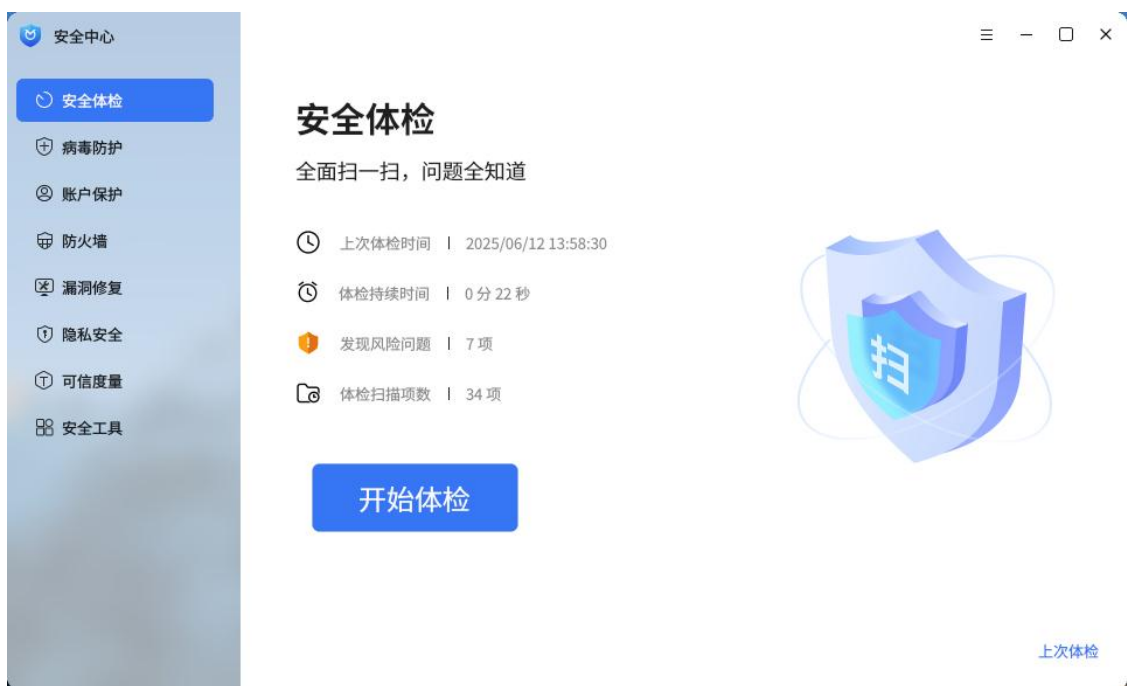 安全中心
安全体检
病毒防护
账户保护
防火墙
漏洞修复
隐私安全
可信度量
安全工具
安全体检
全面扫一扫，问题全知道
上次体检时间 | 2025/06/12 13:58:30
体检持续时间 | 0 分 22 秒
发现风险问题 | 7 项
体检扫描项数 | 34 项
扫
开始体检
上次体检